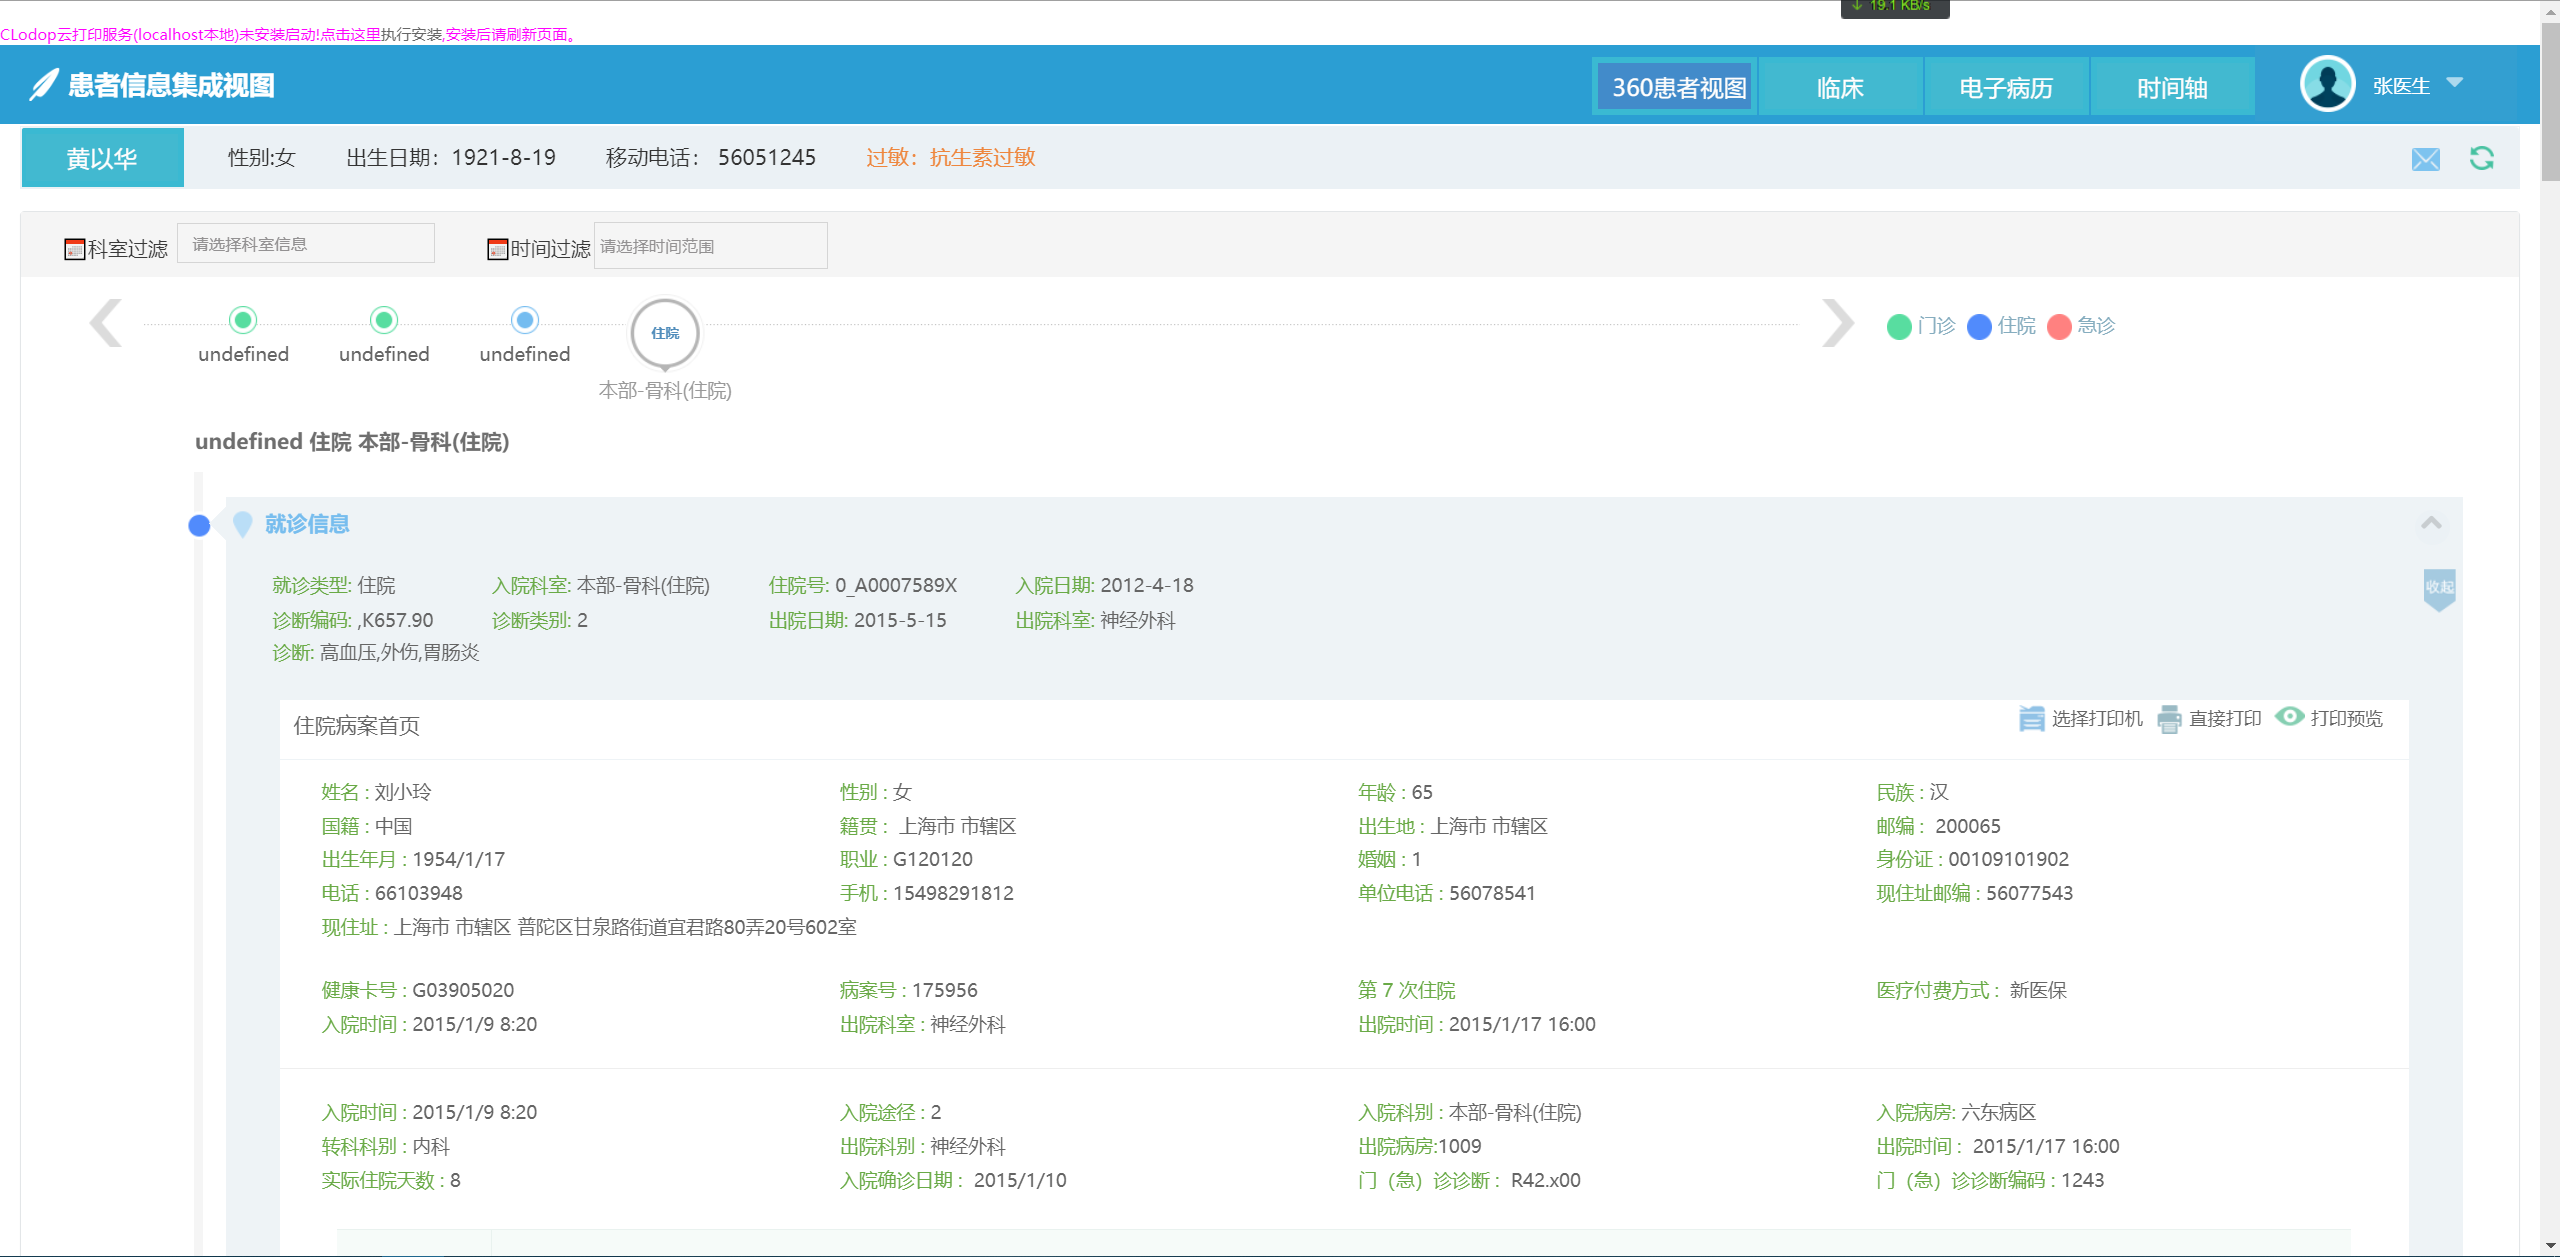 ↓ 19.1 KB/s
CLodop云打印服务(localhost本地)未安装启动!点击这里执行安装,安装后请刷新页面。
患者信息集成视图 360患者视图 临床 电子病历 时间轴 张医生
黄以华 性别:女 出生日期：1921-8-19 移动电话： 56051245 过敏：抗生素过敏
科室过滤 请选择科室信息 时间过滤 请选择时间范围
undefined undefined undefined 住院 门诊 住院 急诊
本部-骨科(住院)
undefined 住院 本部-骨科(住院)
就诊信息
收起
就诊类型: 住院 入院科室: 本部-骨科(住院) 住院号: 0_A0007589X 入院日期: 2012-4-18
诊断编码: ,K657.90 诊断类别: 2 出院日期: 2015-5-15 出院科室: 神经外科
诊断: 高血压,外伤,胃肠炎
住院病案首页 选择打印机 直接打印 打印预览
姓名 : 刘小玲 性别 : 女 年龄 : 65 民族 : 汉
国籍 : 中国 籍贯 : 上海市 市辖区 出生地 : 上海市 市辖区 邮编 : 200065
出生年月 : 1954/1/17 职业 : G120120 婚姻 : 1 身份证 : 00109101902
电话 : 66103948 手机 : 15498291812 单位电话 : 56078541 现住址邮编 : 56077543
现住址 : 上海市 市辖区 普陀区甘泉路街道宜君路80弄20号602室
健康卡号 : G03905020 病案号 : 175956 第 7 次住院 医疗付费方式 : 新医保
入院时间 : 2015/1/9 8:20 出院科室 : 神经外科 出院时间 : 2015/1/17 16:00
入院时间 : 2015/1/9 8:20 入院途径 : 2 入院科别 : 本部-骨科(住院) 入院病房: 六东病区
转科科别 : 内科 出院科别 : 神经外科 出院病房:1009 出院时间 : 2015/1/17 16:00
实际住院天数 : 8 入院确诊日期 : 2015/1/10 门（急）诊诊断 : R42.x00 门（急）诊诊断编码 : 1243